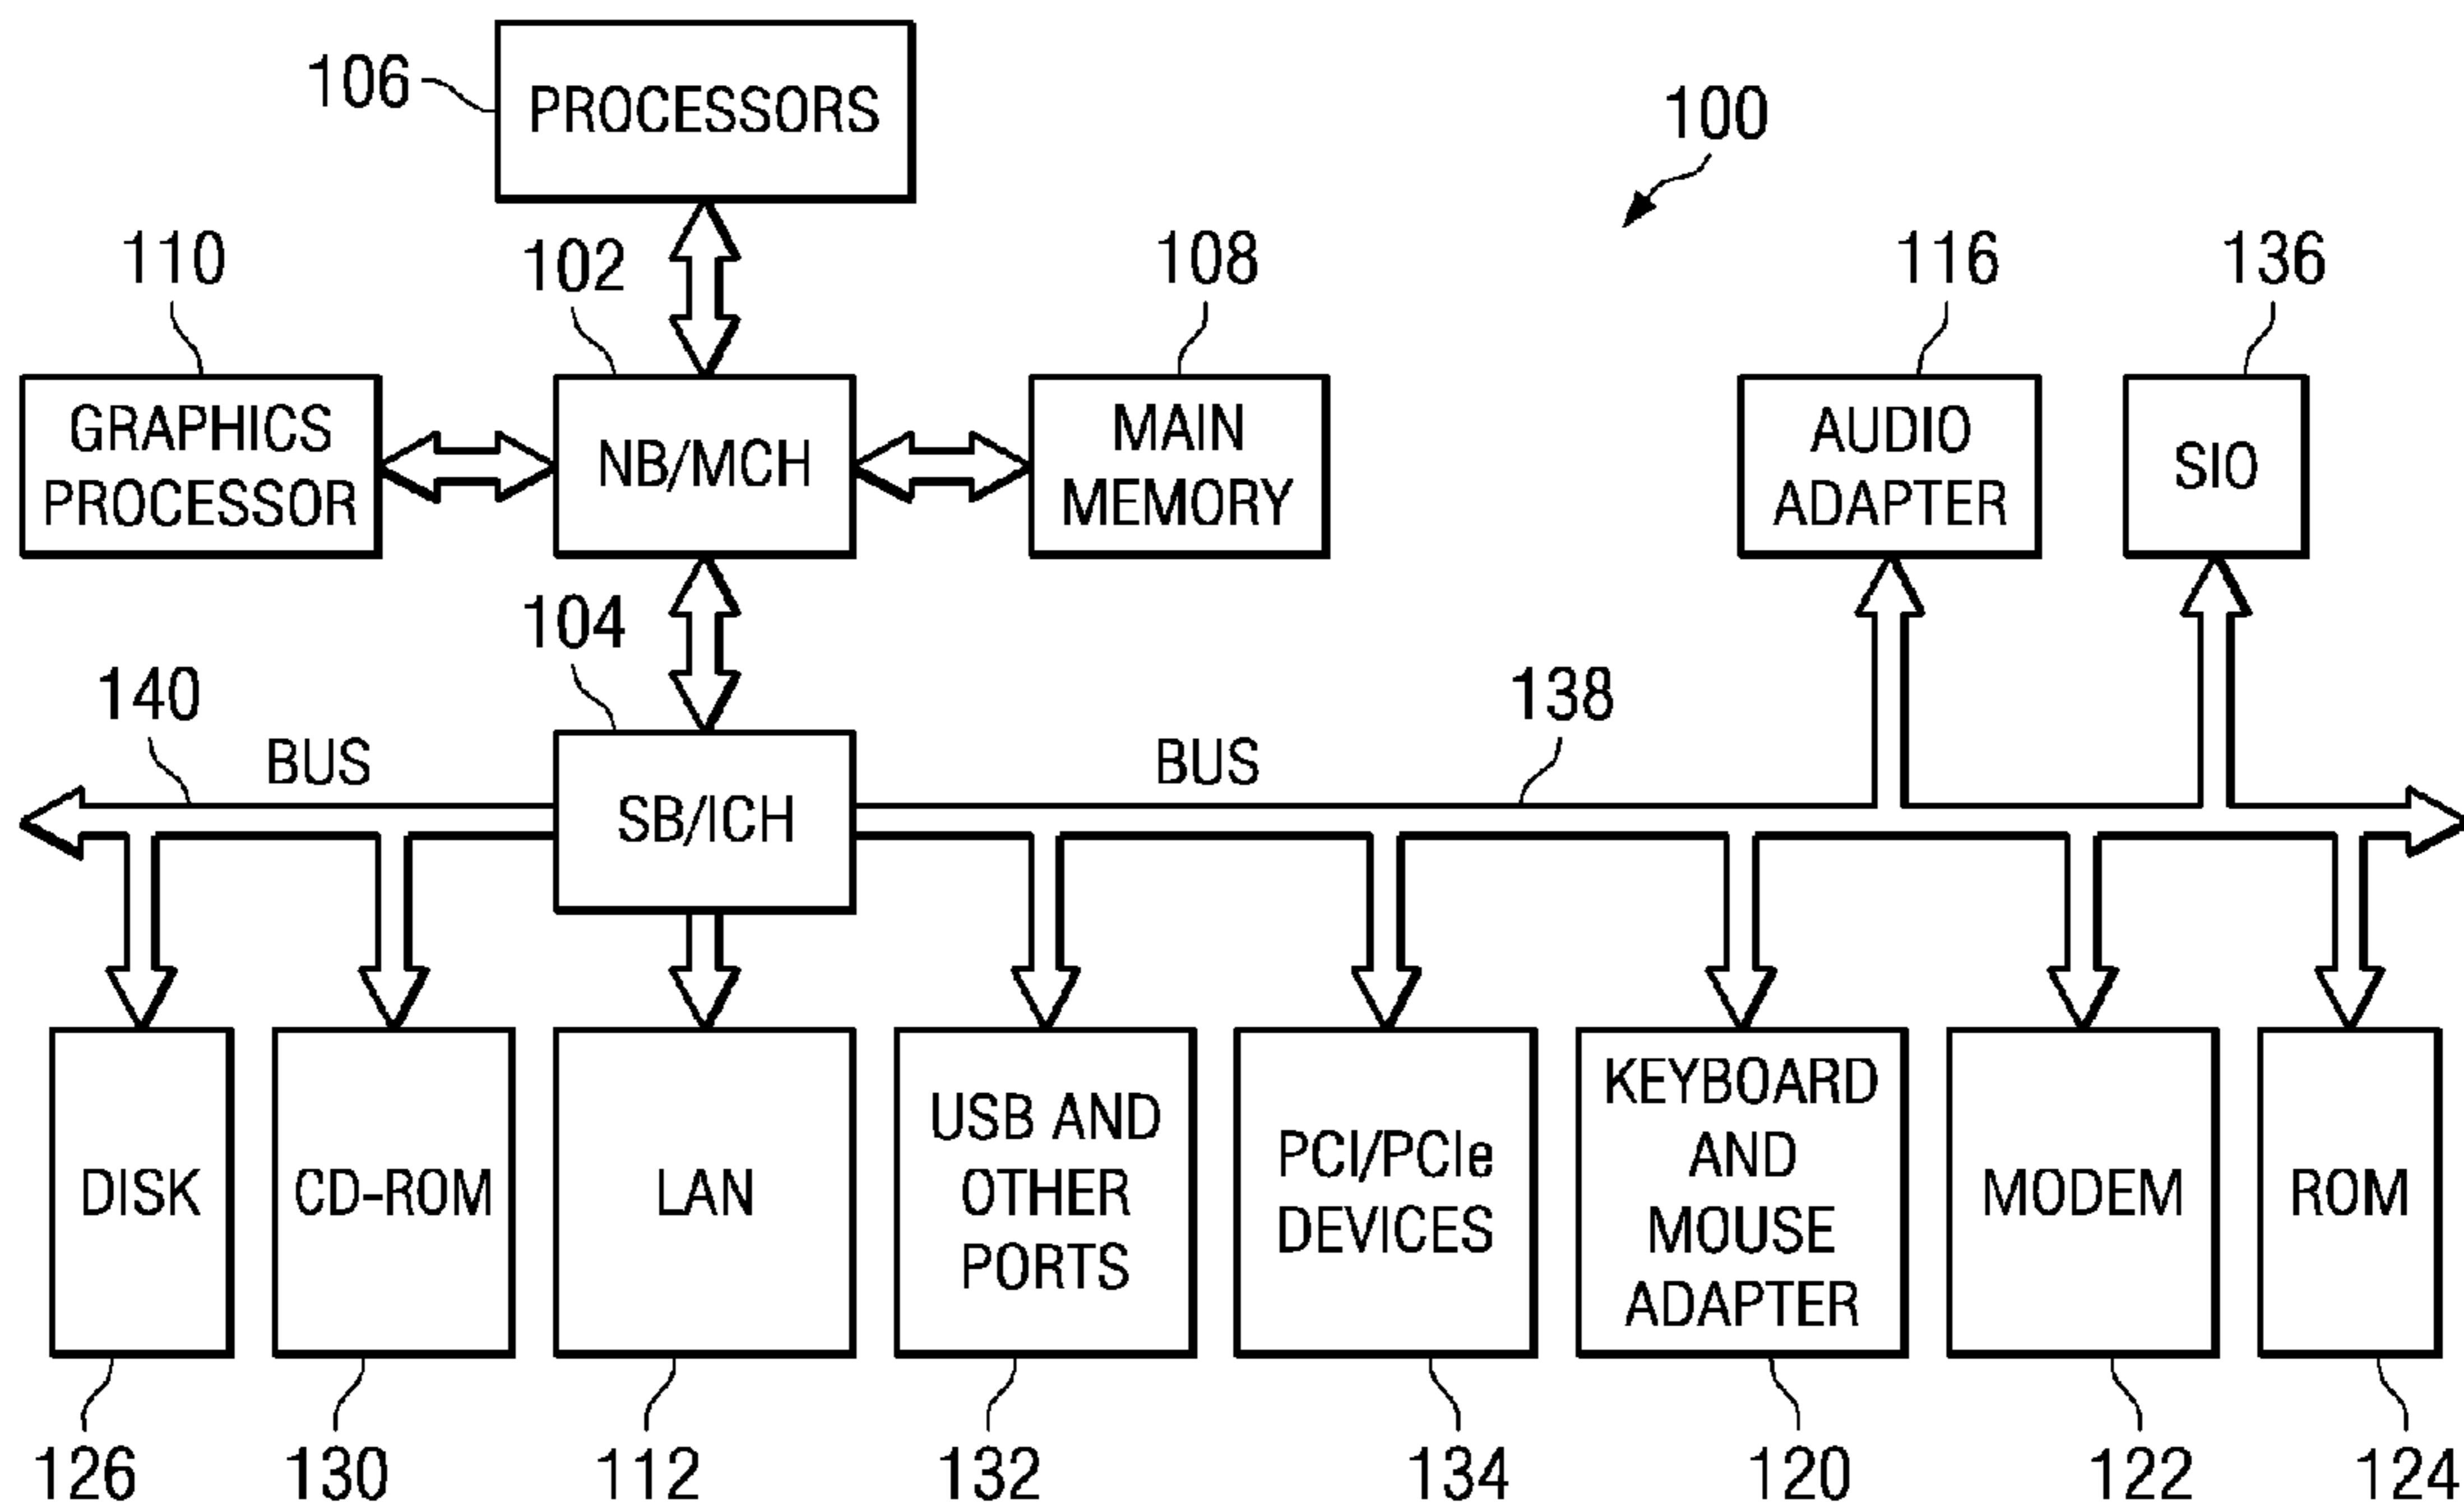 106
PROCESSORS
100
110
102
108
116
136
GRAPHICS
PROCESSOR
NB/MCH
MAIN
MEMORY
AUDIO
ADAPTER
SIO
104
140
BUS
SB/ICH
BUS
138
DISK
CD-ROM
LAN
USB AND
OTHER
PORTS
PCI/PCIe
DEVICES
KEYBOARD
AND
MOUSE
ADAPTER
MODEM
ROM
126
130
112
132
134
120
122
124